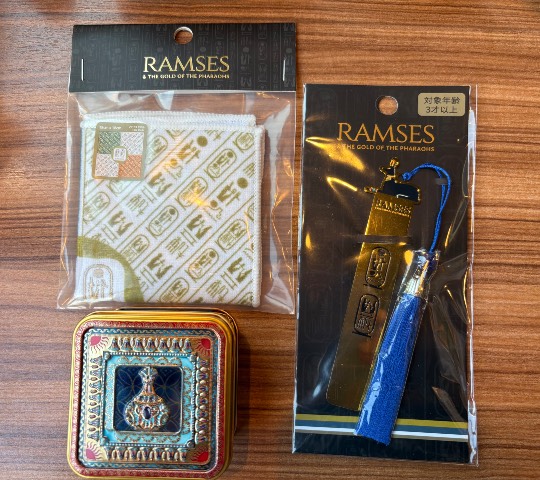 RAMSES
& THE GOLD OF THE PHARAOHS
対象年齢
3才以上
RAMSES
& THE GOLD OF THE PHARAOHS
RAMSES